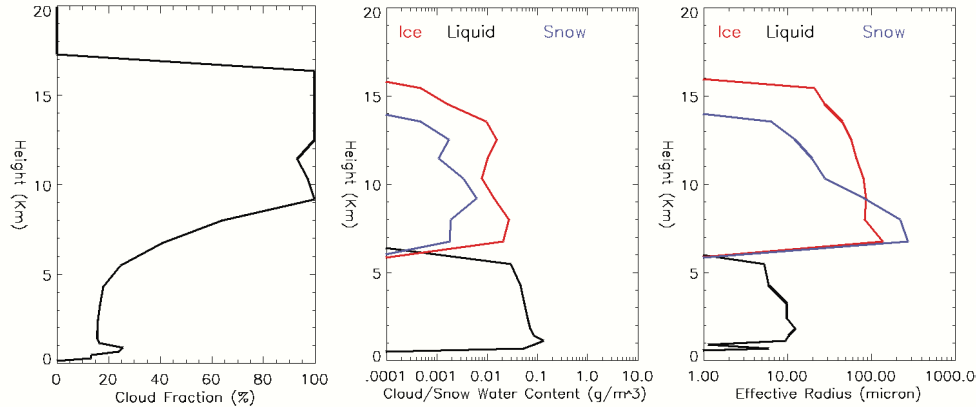 20
15
10
5
0
Height (Km)
0 20 40 60 80 100
Cloud Fraction (%)
Ice Liquid Snow
20
15
10
5
0
Height (Km)
.0001 0.001 0.01 0.1 1.0 10.0
Cloud/Snow Water Content (g/m^3)
Ice Liquid Snow
20
15
10
5
0
Height (Km)
1.00 10.00 100.00 1000.0
Effective Radius (micron)